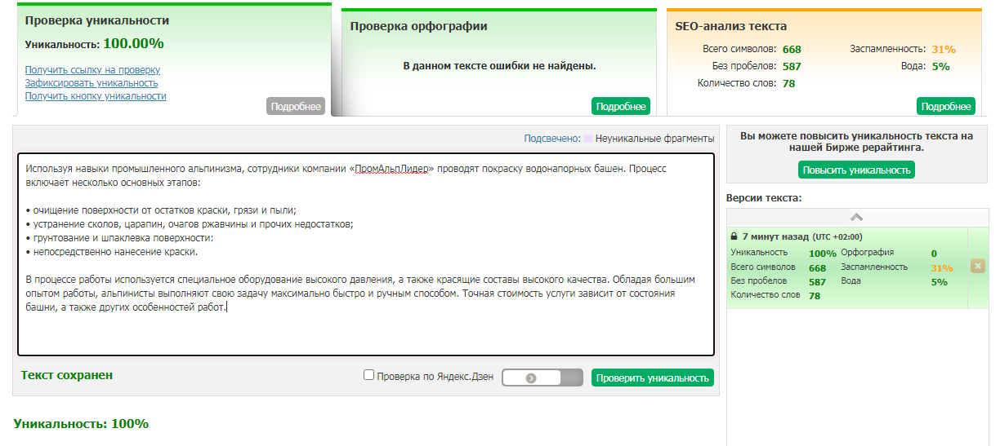 Проверка уникальности
Уникальность: 100.00%
Получить ссылку на проверку
Зафиксировать уникальность
Получить кнопку уникальности
Подробнее
Проверка орфографии
В данном тексте ошибки не найдены.
Подробнее
SEO-анализ текста
Всего символов: 668 Заспамленность: 31%
Без пробелов: 587 Вода: 5%
Количество слов: 78
Подробнее
Подсвечено: Неуникальные фрагменты
Используя навыки промышленного альпинизма, сотрудники компании «ПромАльпЛидер» проводят покраску водонапорных башен. Процесс
включает несколько основных этапов:
• очищение поверхности от остатков краски, грязи и пыли;
• устранение сколов, царапин, очагов ржавчины и прочих недостатков;
• грунтование и шпаклевка поверхности:
• непосредственно нанесение краски.
В процессе работы используется специальное оборудование высокого давления, а также красящие составы высокого качества. Обладая большим
опытом работы, альпинисты выполняют свою задачу максимально быстро и ручным способом. Точная стоимость услуги зависит от состояния
башни, а также других особенностей работ.
Текст сохранен
Проверка по Яндекс.Дзен
Проверить уникальность
Уникальность: 100%
Вы можете повысить уникальность текста на
нашей Бирже рерайтинга.
Повысить уникальность
Версии текста:
7 минут назад (UTC +02:00)
Уникальность 100% Орфография 0
Всего символов 668 Заспамленность 31%
Без пробелов 587 Вода 5%
Количество слов 78